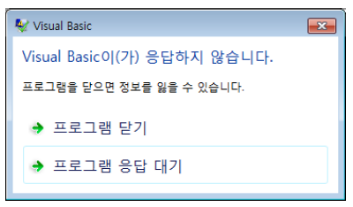 Visual Basic
Visual Basic이(가) 응답하지 않습니다.
프로그램을 닫으면 정보를 잃을 수 있습니다.
프로그램 닫기
프로그램 응답 대기